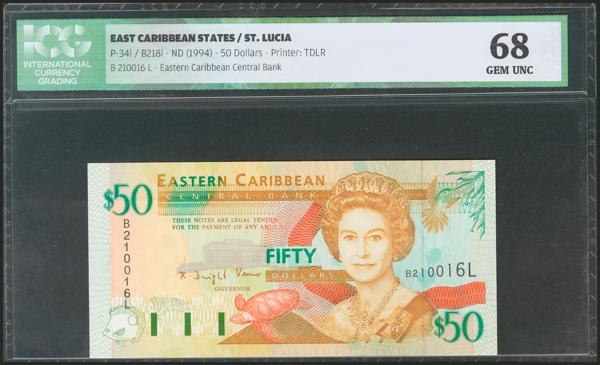 ICG
INTERNATIONAL
CURRENCY
GRADING
EAST CARIBBEAN STATES / ST. LUCIA
P-34l / B218l - ND (1994) - 50 Dollars - Printer: TDLR
B 210016 L - Eastern Caribbean Central Bank
68
GEM UNC
EASTERN CARIBBEAN
CENTRAL BANK
$50
THESE NOTES ARE LEGAL TENDER
FOR THE PAYMENT OF ANY AMOUNT
B210016L
FIFTY
DOLLARS
B210016L
GOVERNOR
$50